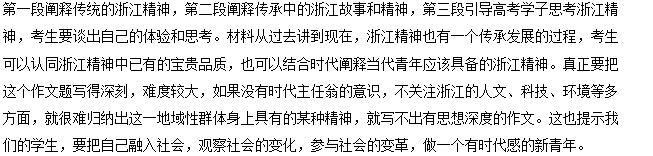 第一段阐释传统的浙江精神，第二段阐释传承中的浙江故事和精神，第三段引导高考学子思考浙江精
神，考生要谈出自己的体验和思考。材料从过去讲到现在，浙江精神也有一个传承发展的过程，考生
可以认同浙江精神中已有的宝贵品质，也可以结合时代阐释当代青年应该具备的浙江精神。真正要把
这个作文题写得深刻，难度较大，如果没有时代主任翁的意识，不关注浙江的人文、科技、环境等多
方面，就很难归纳出这一地域性群体身上具有的某种精神，就写不出有思想深度的作文。这也提示我
们的学生，要把自己融入社会，观察社会的变化，参与社会的变革，做一个有时代感的新青年。